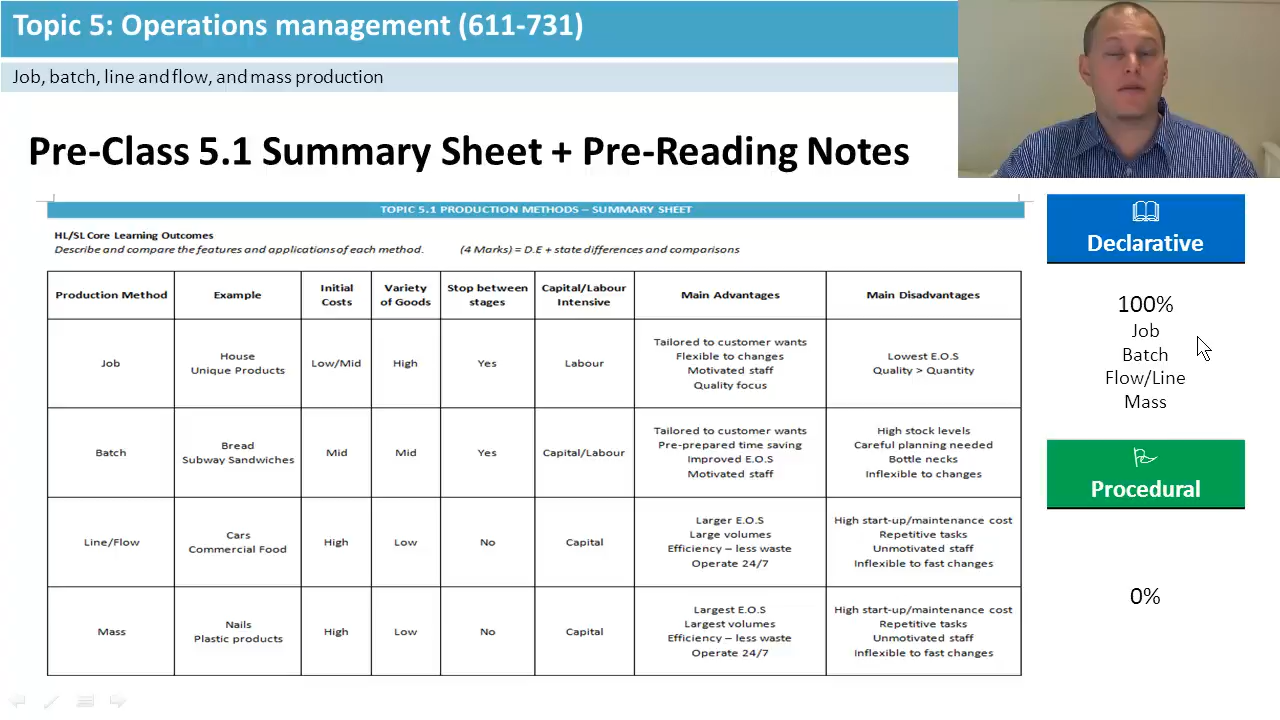 Topic 5: Operations management (611-731)
Job, batch, line and flow, and mass production
Pre-Class 5.1 Summary Sheet + Pre-Reading Notes
TOPIC 5.1 PRODUCTION METHODS – SUMMARY SHEET
HL/SL Core Learning Outcomes
Describe and compare the features and applications of each method. (4 Marks) = D.E + state differences and comparisons
Production Method
Example
Initial
Costs
Variety
of Goods
Stop between
stages
Capital/Labour
Intensive
Main Advantages
Main Disadvantages
Job
House
Unique Products
Low/Mid
High
Yes
Labour
Tailored to customer wants
Flexible to changes
Motivated staff
Quality focus
Lowest E.O.S
Quality > Quantity
Batch
Bread
Subway Sandwiches
Mid
Mid
Yes
Capital/Labour
Tailored to customer wants
Pre-prepared time saving
Improved E.O.S
Motivated staff
High stock levels
Careful planning needed
Bottle necks
Inflexible to changes
Line/Flow
Cars
Commercial Food
High
Low
No
Capital
Larger E.O.S
Large volumes
Efficiency – less waste
Operate 24/7
High start-up/maintenance cost
Repetitive tasks
Unmotivated staff
Inflexible to fast changes
Mass
Nails
Plastic products
High
Low
No
Capital
Largest E.O.S
Largest volumes
Efficiency – less waste
Operate 24/7
High start-up/maintenance cost
Repetitive tasks
Unmotivated staff
Inflexible to fast changes
Declarative
100%
Job
Batch
Flow/Line
Mass
Procedural
0%